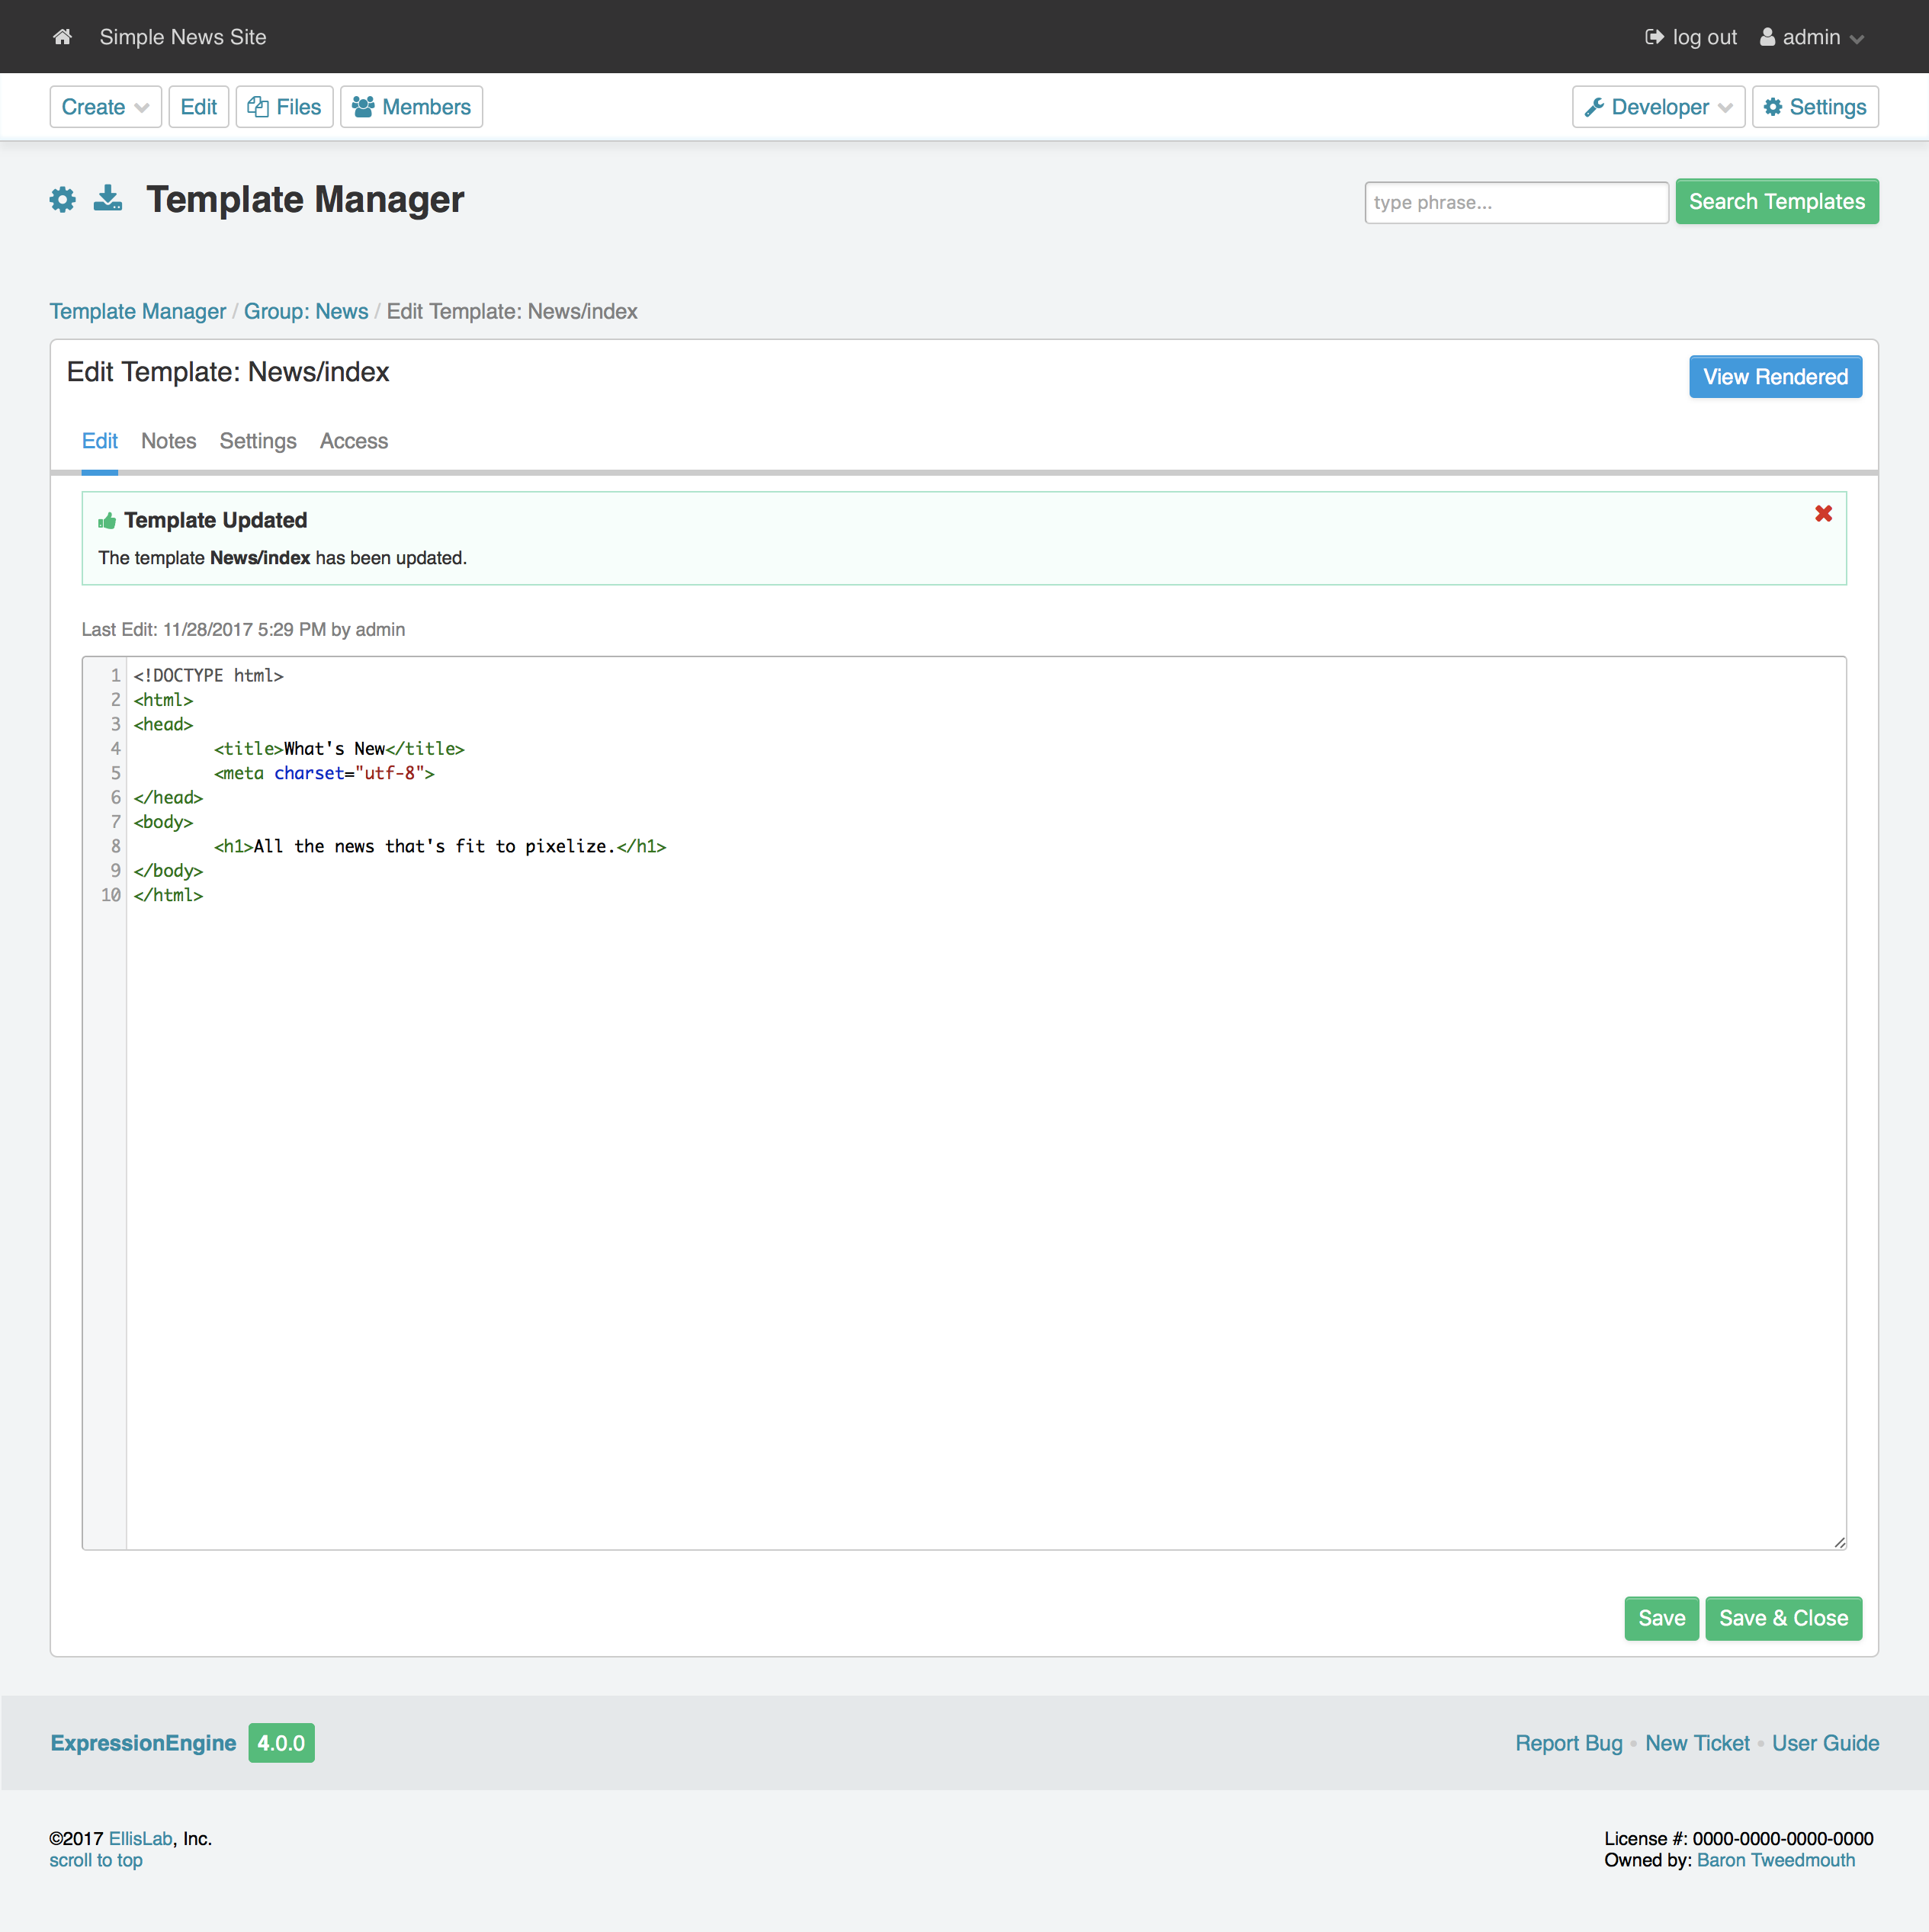 Simple News Site
log out admin
Create Edit Files Members
Developer Settings
Template Manager
type phrase...
Search Templates
Template Manager / Group: News / Edit Template: News/index
Edit Template: News/index
View Rendered
Edit Notes Settings Access
Template Updated
The template News/index has been updated.
Last Edit: 11/28/2017 5:29 PM by admin
1 <!DOCTYPE html>
2 <html>
3 <head>
4 <title>What's New</title>
5 <meta charset="utf-8">
6 </head>
7 <body>
8 <h1>All the news that's fit to pixelize.</h1>
9 </body>
10 </html>
Save Save & Close
ExpressionEngine 4.0.0
Report Bug • New Ticket • User Guide
©2017 EllisLab, Inc.
scroll to top
License #: 0000-0000-0000-0000
Owned by: Baron Tweedmouth